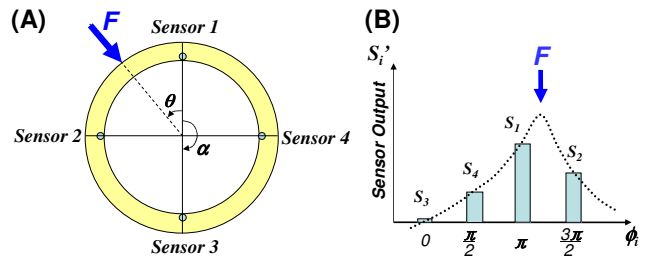 (A)
F
Sensor 1
θ
Sensor 2
Sensor 4
α
Sensor 3
(B)
Sᵢ’
F
Sensor Output
S₁
S₂
S₄
S₃
0
π/2
π
3π/2
ϕᵢ